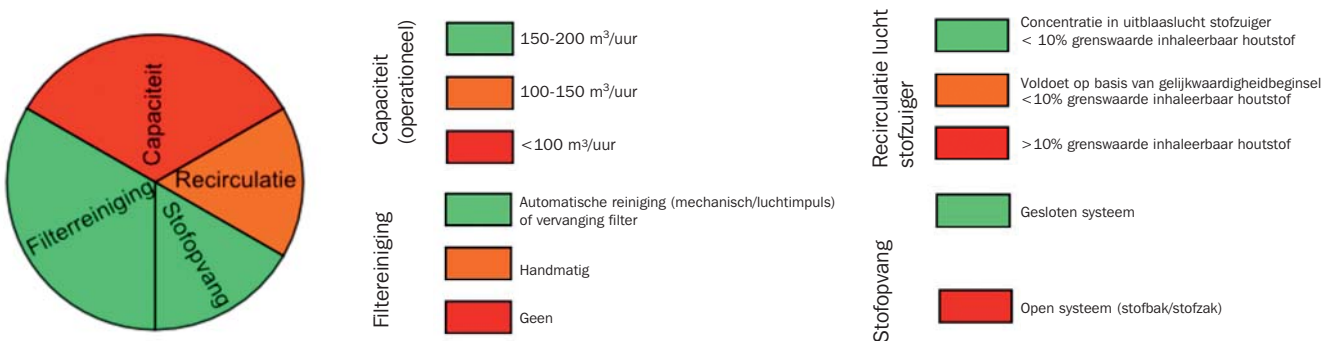 Capaciteit
Recirculatie
Filterreiniging
Stofopvang
Capaciteit
(operationeel)
150-200 m³/uur
100-150 m³/uur
<100 m³/uur
Filtereiniging
Automatische reiniging (mechanisch/luchtimpuls)
of vervanging filter
Handmatig
Geen
Recirculatie lucht
stofzuiger
Concentratie in uitblaaslucht stofzuiger
< 10% grenswaarde inhaleerbaar houtstof
Voldoet op basis van gelijkwaardigheidbeginsel
<10% grenswaarde inhaleerbaar houtstof
>10% grenswaarde inhaleerbaar houtstof
Stofopvang
Gesloten systeem
Open systeem (stofbak/stofzak)